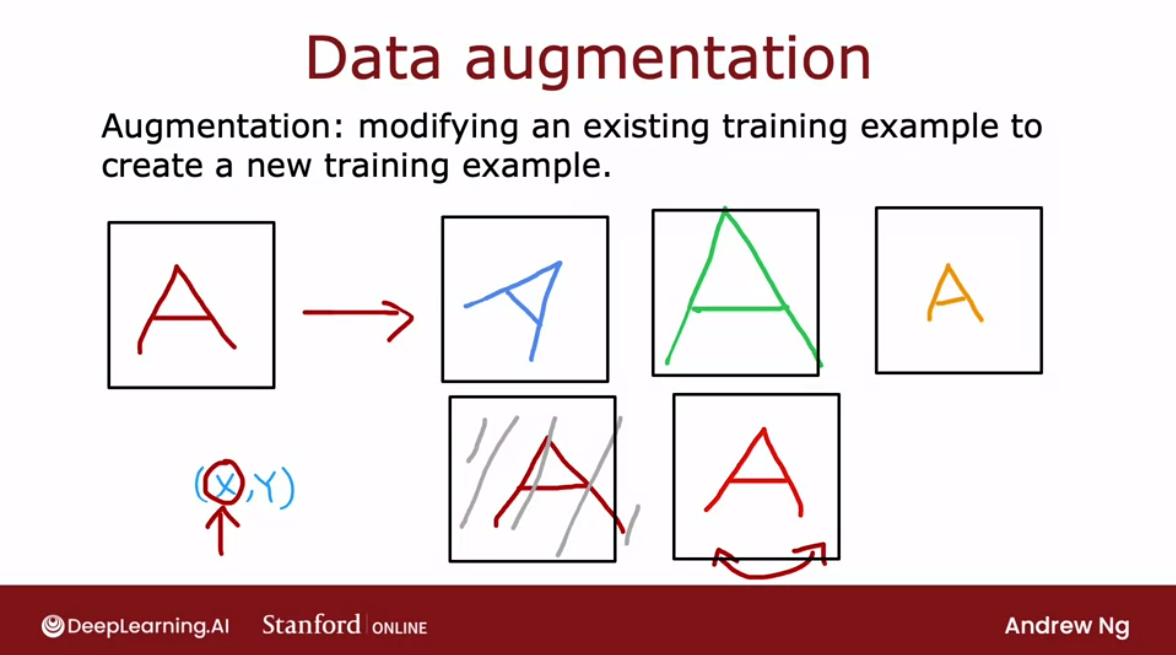 Data augmentation
Augmentation: modifying an existing training example to
create a new training example.
A
A
A
A
A
A
(X,Y)
DeepLearning.AI
Stanford ONLINE
Andrew Ng